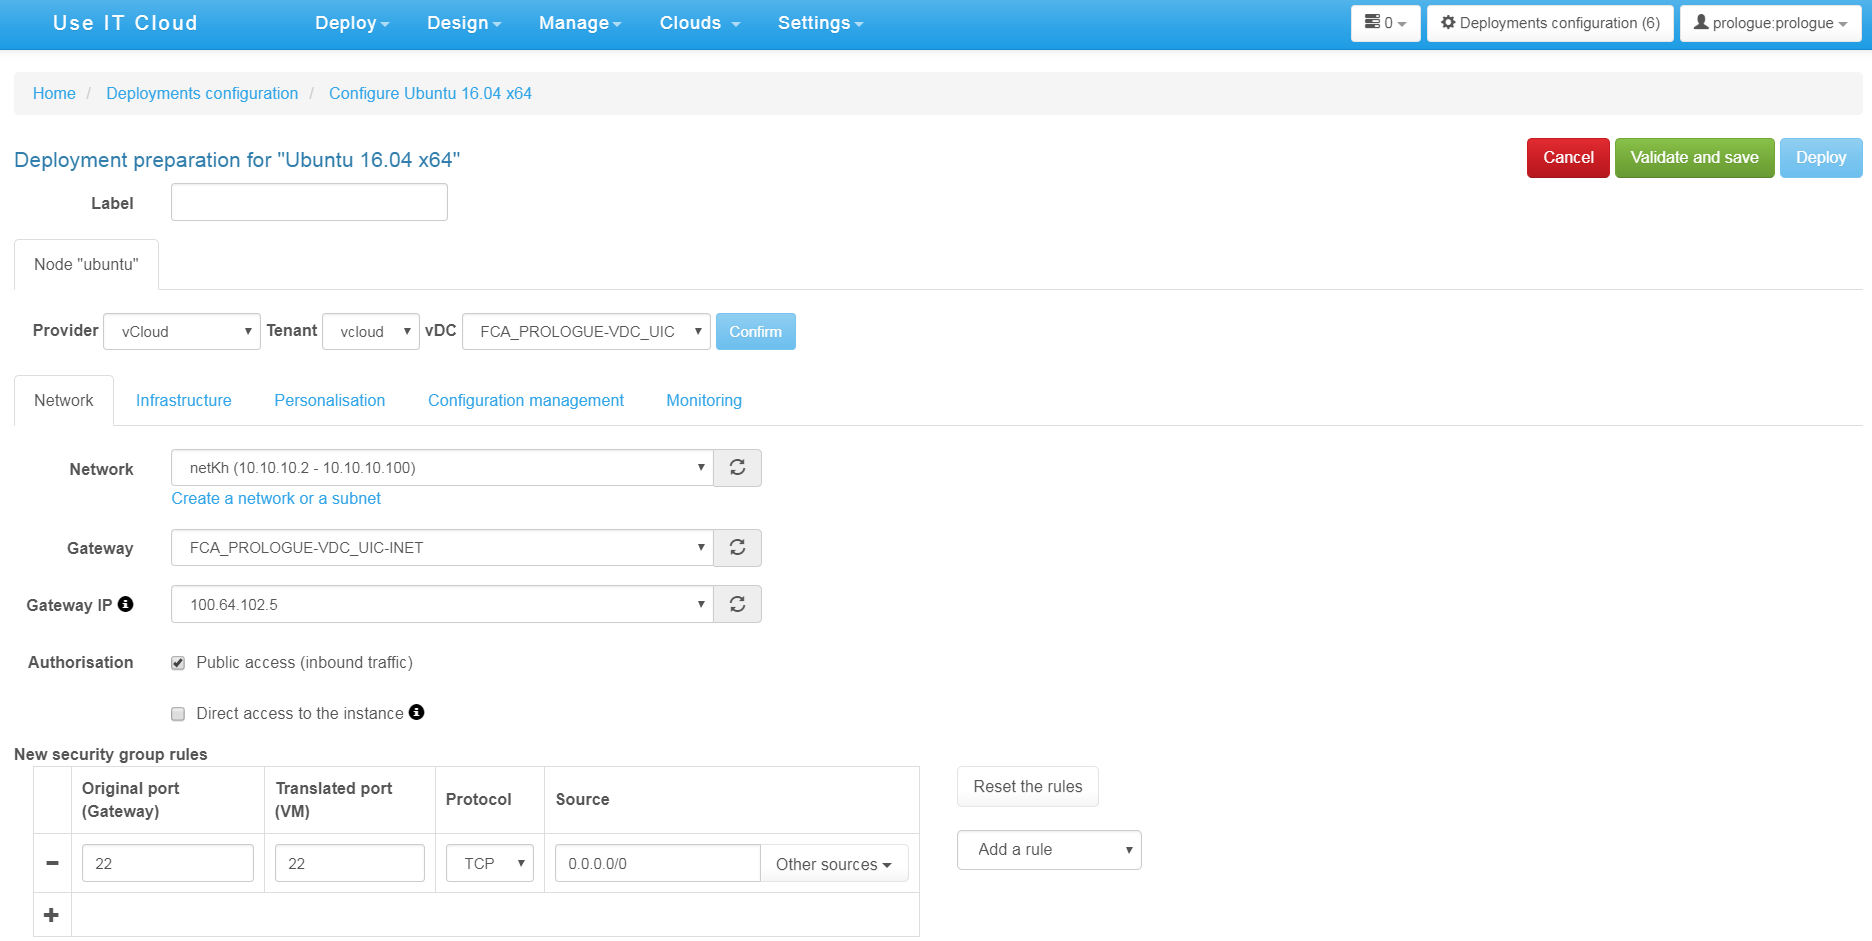 Use IT Cloud Deploy Design Manage Clouds Settings 0 Deployments configuration (6) prologue:prologue
Home / Deployments configuration / Configure Ubuntu 16.04 x64
Deployment preparation for "Ubuntu 16.04 x64" Cancel Validate and save Deploy
Label
Node "ubuntu"
Provider vCloud Tenant vcloud vDC FCA_PROLOGUE-VDC_UIC Confirm
Network Infrastructure Personalisation Configuration management Monitoring
Network netKh (10.10.10.2 - 10.10.10.100)
Create a network or a subnet
Gateway FCA_PROLOGUE-VDC_UIC-INET
Gateway IP 100.64.102.5
Authorisation Public access (inbound traffic)
Direct access to the instance
New security group rules
Original port (Gateway) Translated port (VM) Protocol Source Reset the rules
22 22 TCP 0.0.0.0/0 Other sources Add a rule